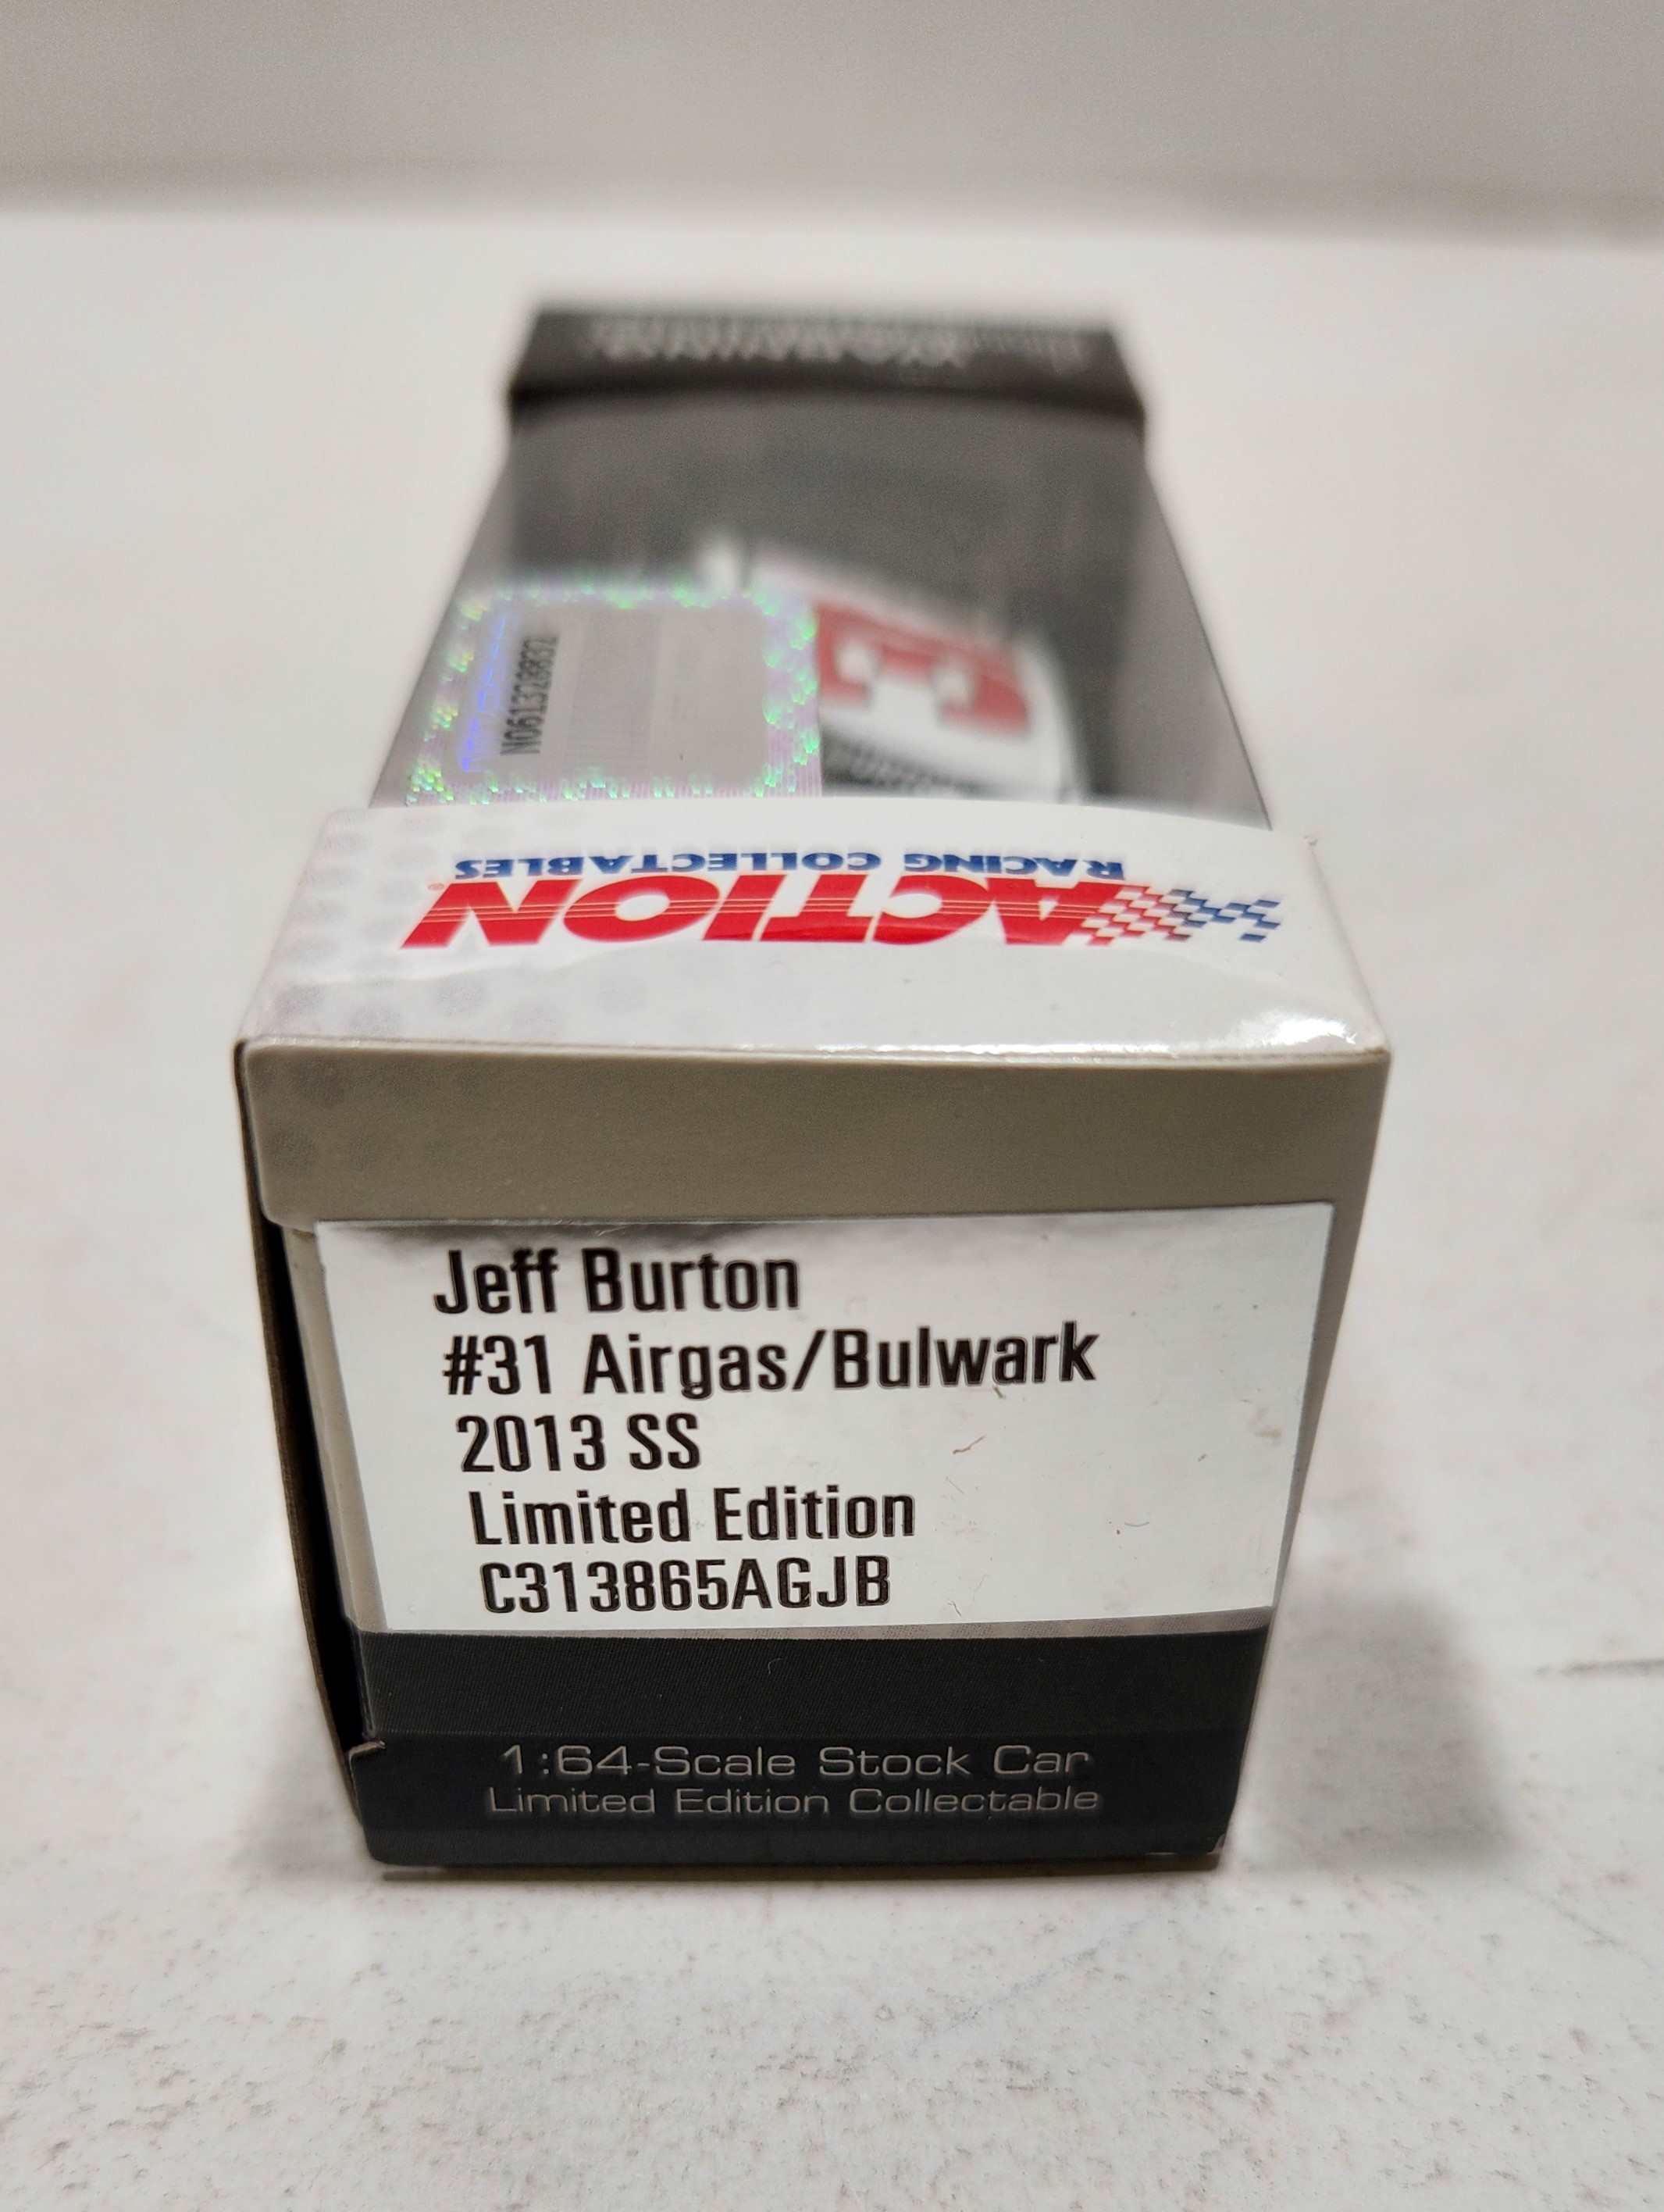 WARNING
ACTION
RACING COLLECTABLES
Jeff Burton
#31 Airgas/Bulwark
2013 SS
Limited Edition
C313865AGJB
1:64-Scale Stock Car
Limited Edition Collectable